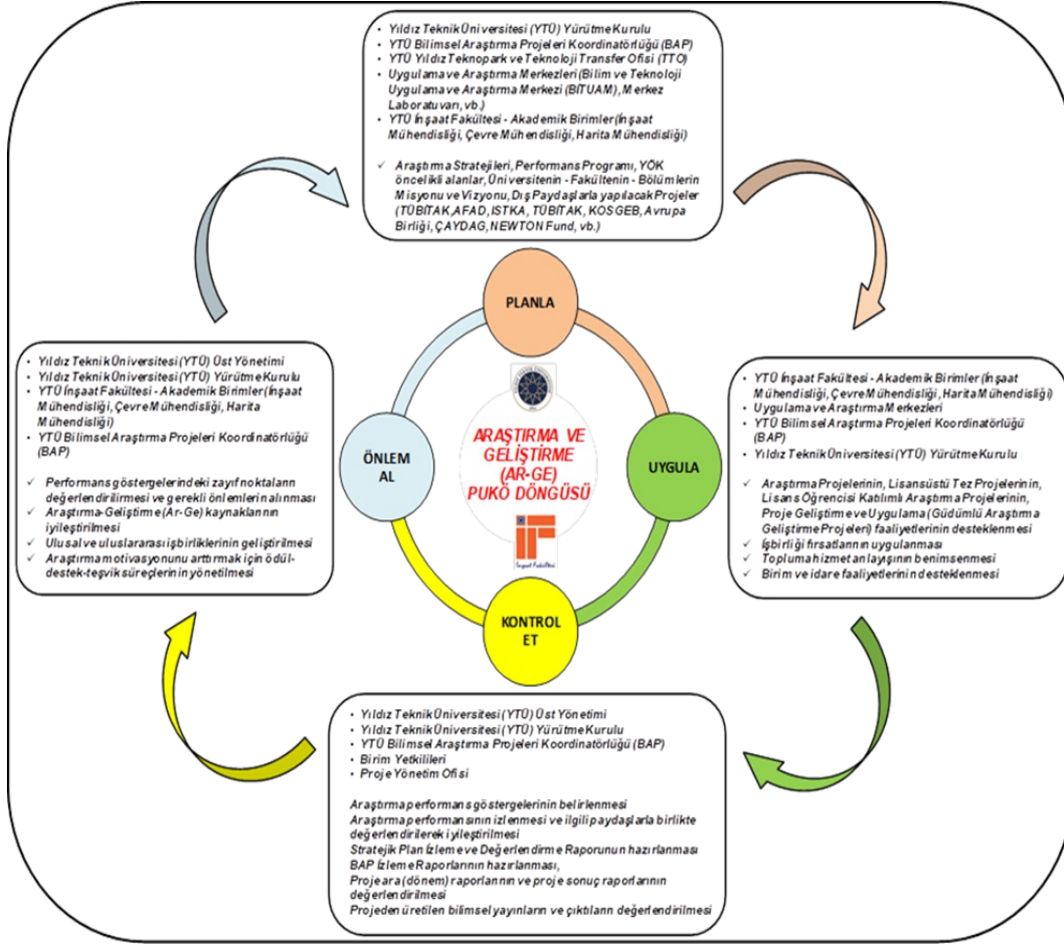 • Yıldız Teknik Üniversitesi (YTÜ) Yürütme Kurulu
• YTÜ Bilimsel Araştırma Projeleri Koordinatörlüğü (BAP)
• YTÜ Yıldız Teknopark ve Teknoloji Transfer Ofisi (TTO)
• Uygulama ve Araştırma Merkezleri (Bilim ve Teknoloji
Uygulama ve Araştırma Merkezi (BİTUAM), Merkez
Laboratuvarı, vb.)
• YTÜ İnşaat Fakültesi - Akademik Birimler (İnşaat
Mühendisliği, Çevre Mühendisliği, Harita Mühendisliği)
✓ Araştırma Stratejileri, Performans Programı, YÖK
öncelikli alanlar, Üniversitenin - Fakültenin - Bölümlerin
Misyonu ve Vizyonu, Dış Paydaşlarla yapılacak Projeler
(TÜBİTAK, AFAD, ISTKA, TÜBİTAK, KOSGEB, Avrupa
Birliği, ÇAYDAG, NEWTON Fund, vb.)
PLANLA
• Yıldız Teknik Üniversitesi (YTÜ) Üst Yönetimi
• Yıldız Teknik Üniversitesi (YTÜ) Yürütme Kurulu
• YTÜ İnşaat Fakültesi - Akademik Birimler (İnşaat
Mühendisliği, Çevre Mühendisliği, Harita
Mühendisliği)
• YTÜ Bilimsel Araştırma Projeleri Koordinatörlüğü
(BAP)
✓ Performans göstergelerindeki zayıf noktaların
değerlendirilirmesi ve gerekli önlemlerin alınması
✓ Araştırma-Geliştirme (Ar-Ge) kaynaklarının
iyileştirilmesi
✓ Ulusal ve uluslararası işbirliklerinin geliştirilmesi
✓ Araştırma motivasyonunu arttırmak için ödül-
destek-teşvik süreçlerinin yönetilmesi
ÖNLEM
AL
ARAŞTIRMA VE
GELİŞTİRME
(AR-GE)
PUKÖ DÖNGÜSÜ
İnşaat Fakültesi
UYGULA
• YTÜ İnşaat Fakültesi - Akademik Birimler (İnşaat
Mühendisliği, Çevre Mühendisliği, Harita Mühendisliği)
• Uygulama ve Araştırma Merkezleri
• YTÜ Bilimsel Araştırma Projeleri Koordinatörlüğü
(BAP)
• Yıldız Teknik Üniversitesi (YTÜ) Yürütme Kurulu
✓ Araştırma Projelerinin, Lisansüstü Tez Projelerinin,
Lisans Öğrencisi Katılımlı Araştırma Projelerinin,
Proje Geliştirme ve Uygulama (Güdümlü Araştırma
Geliştirme Projeleri) faaliyetlerinin desteklenmesi
✓ İşbirliği fırsatlarının uygulanması
✓ Topluma hizmet anlayışının benimsenmesi
✓ Birim ve idare faaliyetlerinin desteklenmesi
KONTROL
ET
• Yıldız Teknik Üniversitesi (YTÜ) Üst Yönetimi
• Yıldız Teknik Üniversitesi (YTÜ) Yürütme Kurulu
• YTÜ Bilimsel Araştırma Projeleri Koordinatörlüğü (BAP)
• Birim Yetkilileri
• Proje Yönetim Ofisi
Araştırma performans göstergelerinin belirlenmesi
Araştırma performansının izlenmesi ve ilgili paydaşlarla birlikte
değerlendirilerek iyileştirilmesi
Stratejik Plan İzleme ve Değerlendirme Raporunun hazırlanması
BAP İzleme Raporlarının hazırlanması,
Proje ara (dönem) raporlarının ve proje sonuç raporlarının
değerlendirilmesi
Projeden üretilen bilimsel yayınların ve çıktıların değerlendirilmesi